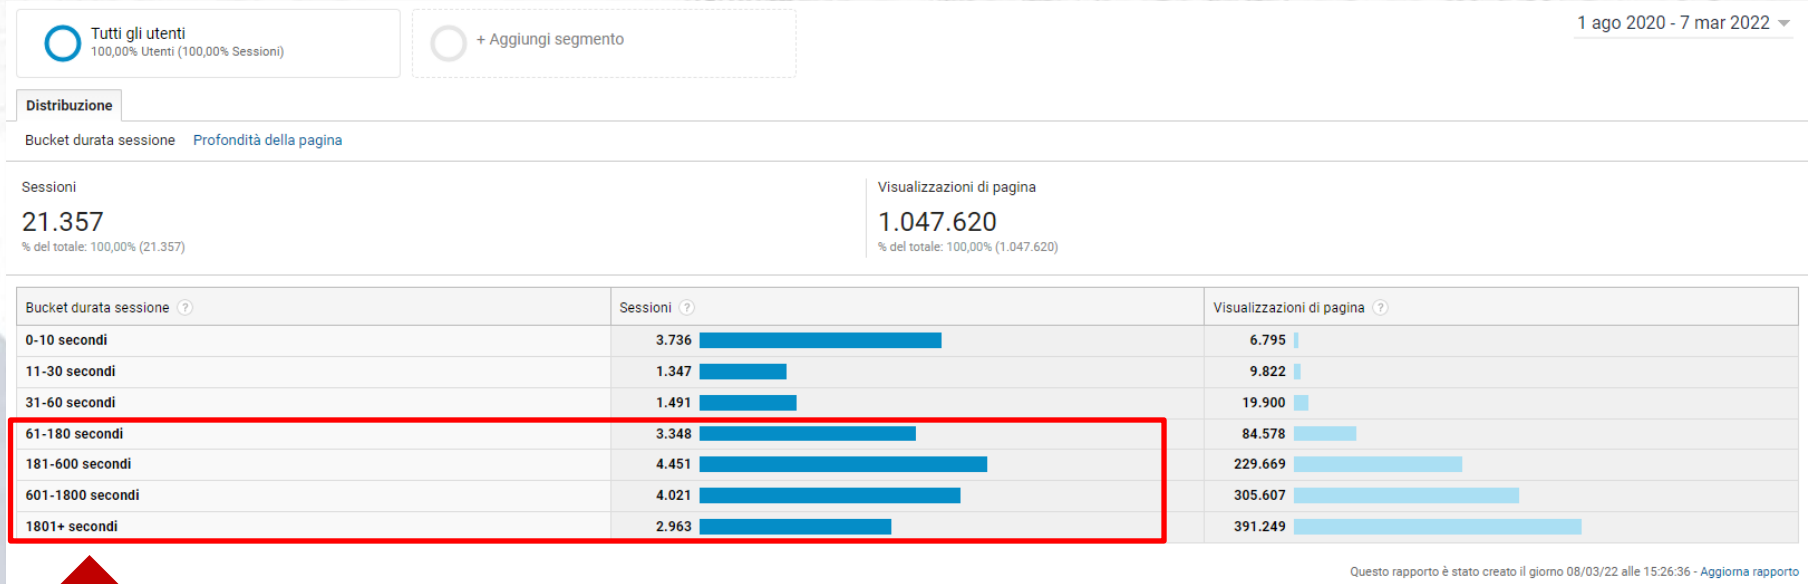 Tutti gli utenti
100,00% Utenti (100,00% Sessioni)
+ Aggiungi segmento
1 ago 2020 - 7 mar 2022
Distribuzione
Bucket durata sessione Profondità della pagina
Sessioni Visualizzazioni di pagina
21.357 1.047.620
% del totale: 100,00% (21.357) % del totale: 100,00% (1.047.620)
Bucket durata sessione ? Sessioni ? Visualizzazioni di pagina ?
0-10 secondi 3.736 6.795
11-30 secondi 1.347 9.822
31-60 secondi 1.491 19.900
61-180 secondi 3.348 84.578
181-600 secondi 4.451 229.669
601-1800 secondi 4.021 305.607
1801+ secondi 2.963 391.249
Questo rapporto è stato creato il giorno 08/03/22 alle 15:26:36 - Aggiorna rapporto